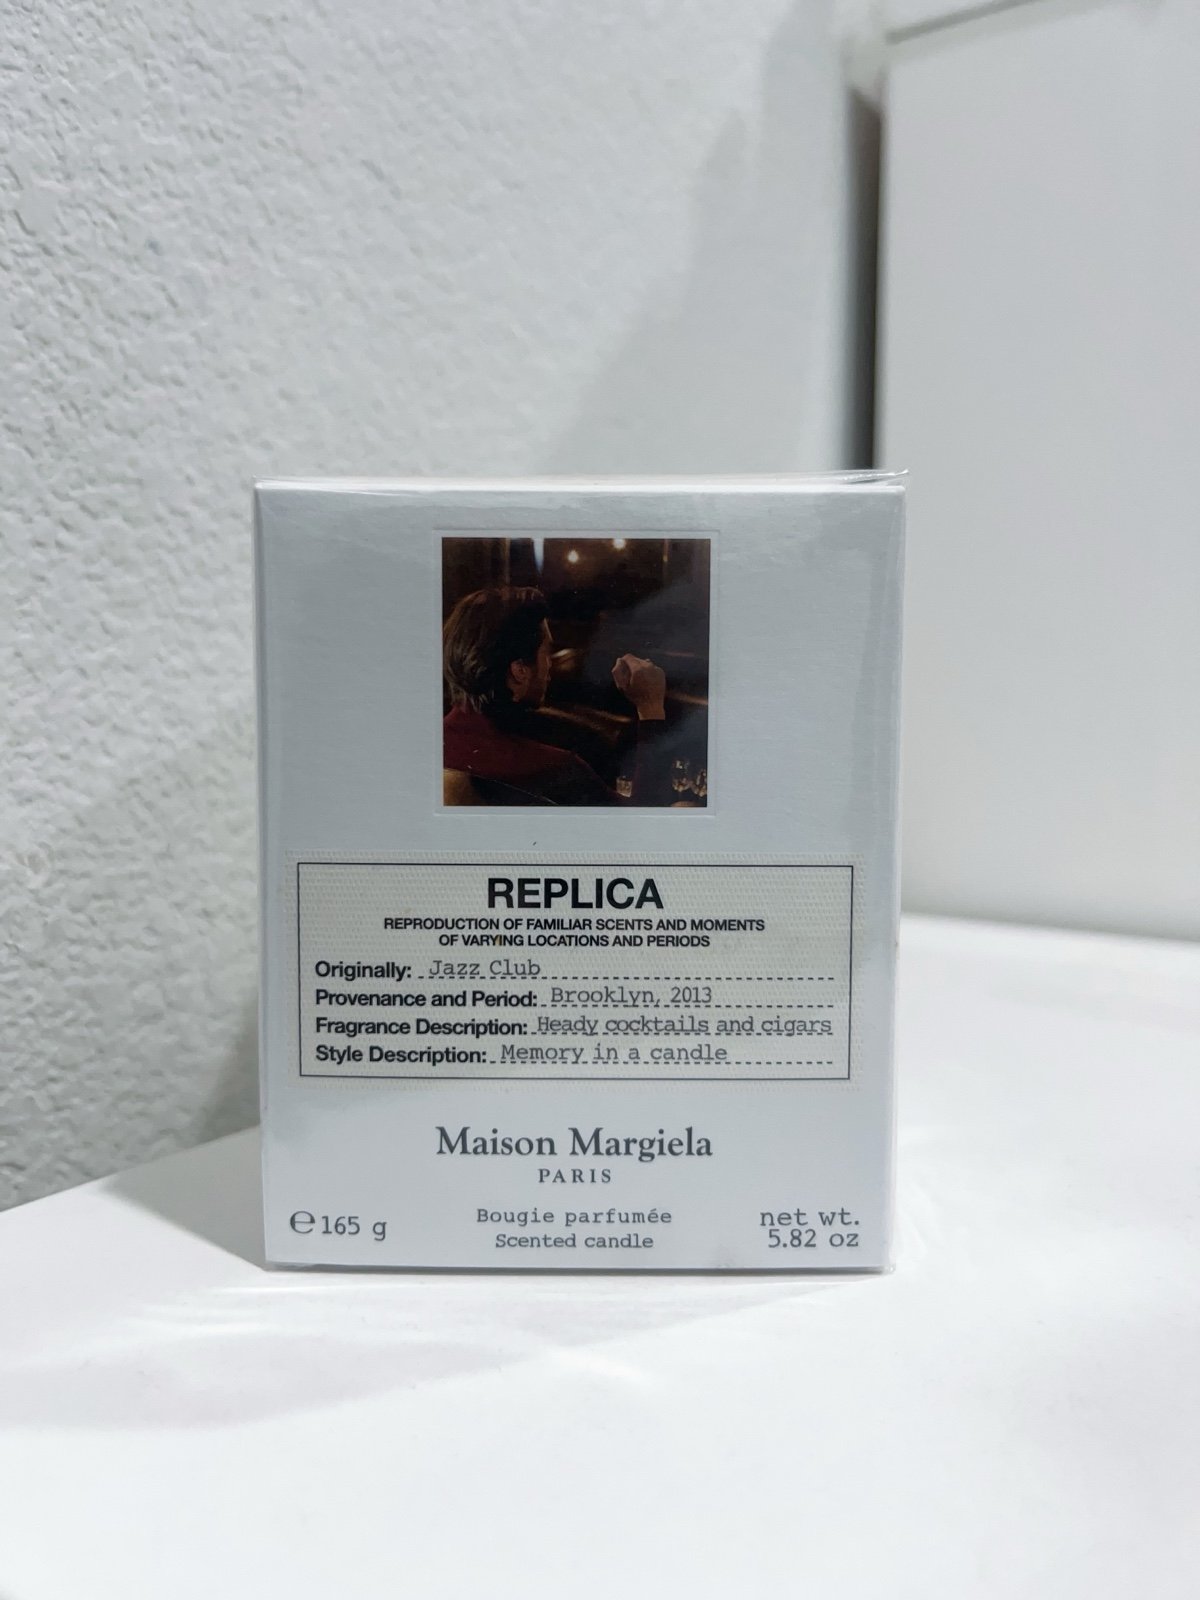 REPLICA
REPRODUCTION OF FAMILIAR SCENTS AND MOMENTS
OF VARYING LOCATIONS AND PERIODS
Originally: Jazz Club
Provenance and Period: Brooklyn, 2013
Fragrance Description: Heady cocktails and cigars
Style Description: Memory in a candle
Maison Margiela
PARIS
℮ 165 g
Bougie parfumée
Scented candle
net wt.
5.82 oz